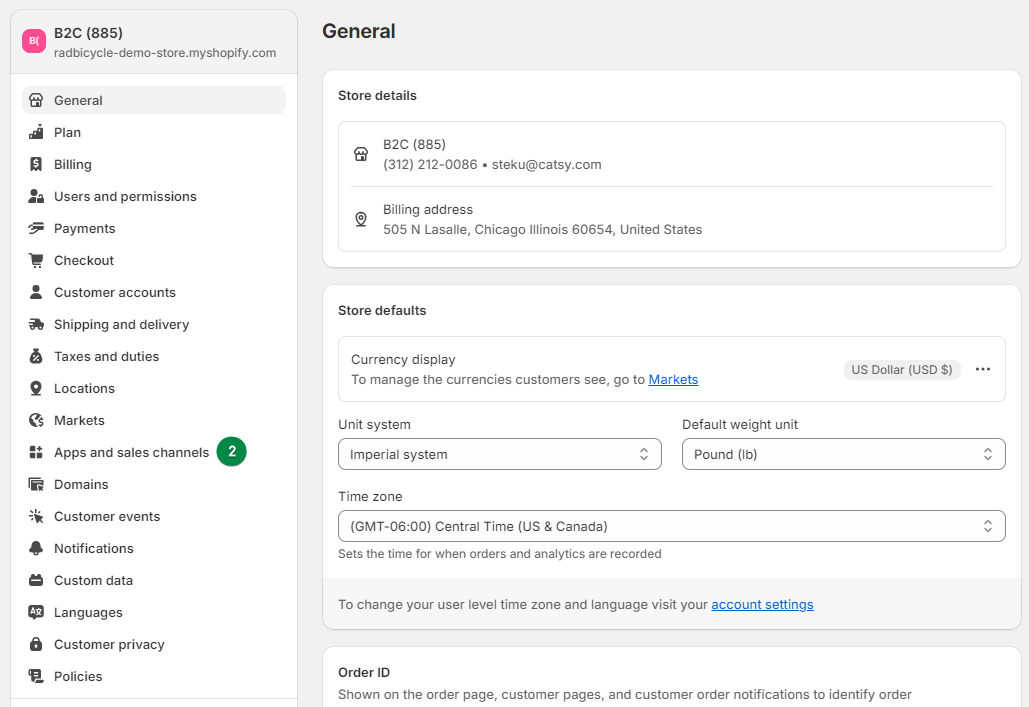 B(
B2C (885)
radbicycle-demo-store.myshopify.com
General
Plan
Billing
Users and permissions
Payments
Checkout
Customer accounts
Shipping and delivery
Taxes and duties
Locations
Markets
Apps and sales channels 2
Domains
Customer events
Notifications
Custom data
Languages
Customer privacy
Policies
General
Store details
B2C (885)
(312) 212-0086 • steku@catsy.com
Billing address
505 N Lasalle, Chicago Illinois 60654, United States
Store defaults
Currency display
To manage the currencies customers see, go to Markets
US Dollar (USD $)
Unit system
Imperial system
Default weight unit
Pound (lb)
Time zone
(GMT-06:00) Central Time (US & Canada)
Sets the time for when orders and analytics are recorded
To change your user level time zone and language visit your account settings
Order ID
Shown on the order page, customer pages, and customer order notifications to identify order